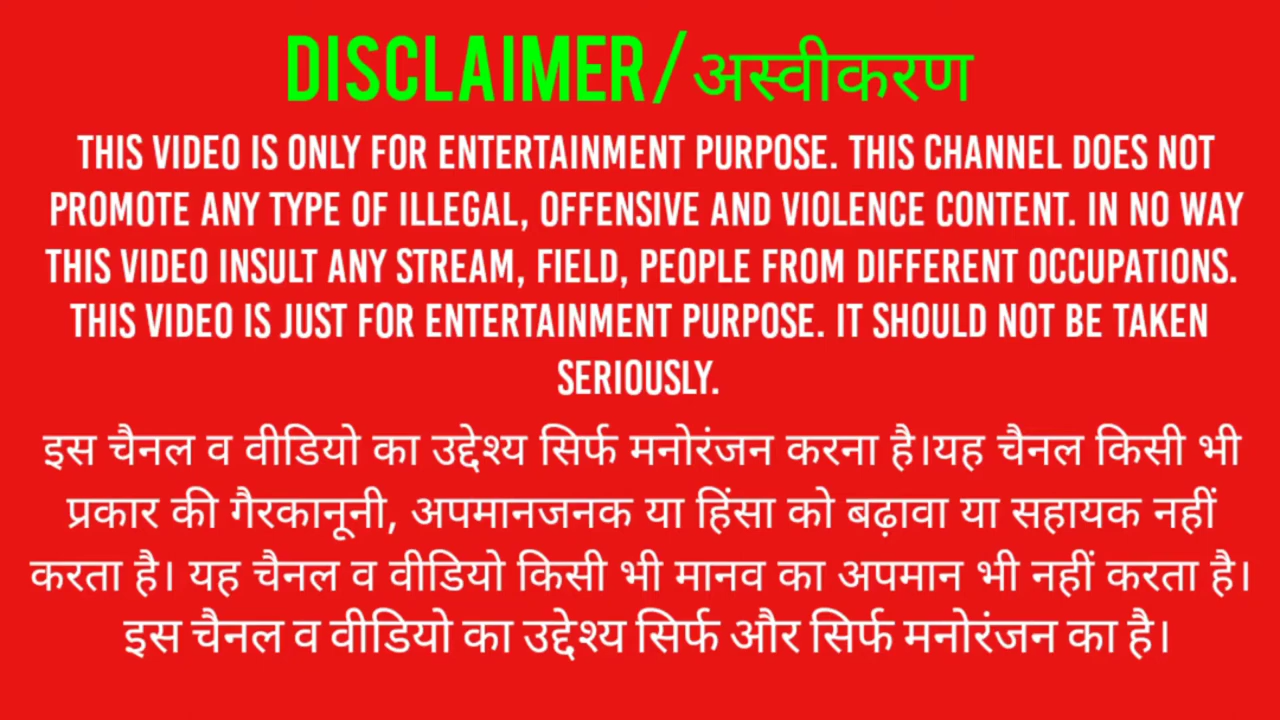 DISCLAIMER/अस्वीकरण
THIS VIDEO IS ONLY FOR ENTERTAINMENT PURPOSE. THIS CHANNEL DOES NOT
PROMOTE ANY TYPE OF ILLEGAL, OFFENSIVE AND VIOLENCE CONTENT. IN NO WAY
THIS VIDEO INSULT ANY STREAM, FIELD, PEOPLE FROM DIFFERENT OCCUPATIONS.
THIS VIDEO IS JUST FOR ENTERTAINMENT PURPOSE. IT SHOULD NOT BE TAKEN
SERIOUSLY.
इस चैनल व वीडियो का उद्देश्य सिर्फ मनोरंजन करना है।यह चैनल किसी भी
प्रकार की गैरकानूनी, अपमानजनक या हिंसा को बढ़ावा या सहायक नहीं
करता है। यह चैनल व वीडियो किसी भी मानव का अपमान भी नहीं करता है।
इस चैनल व वीडियो का उद्देश्य सिर्फ और सिर्फ मनोरंजन का है।